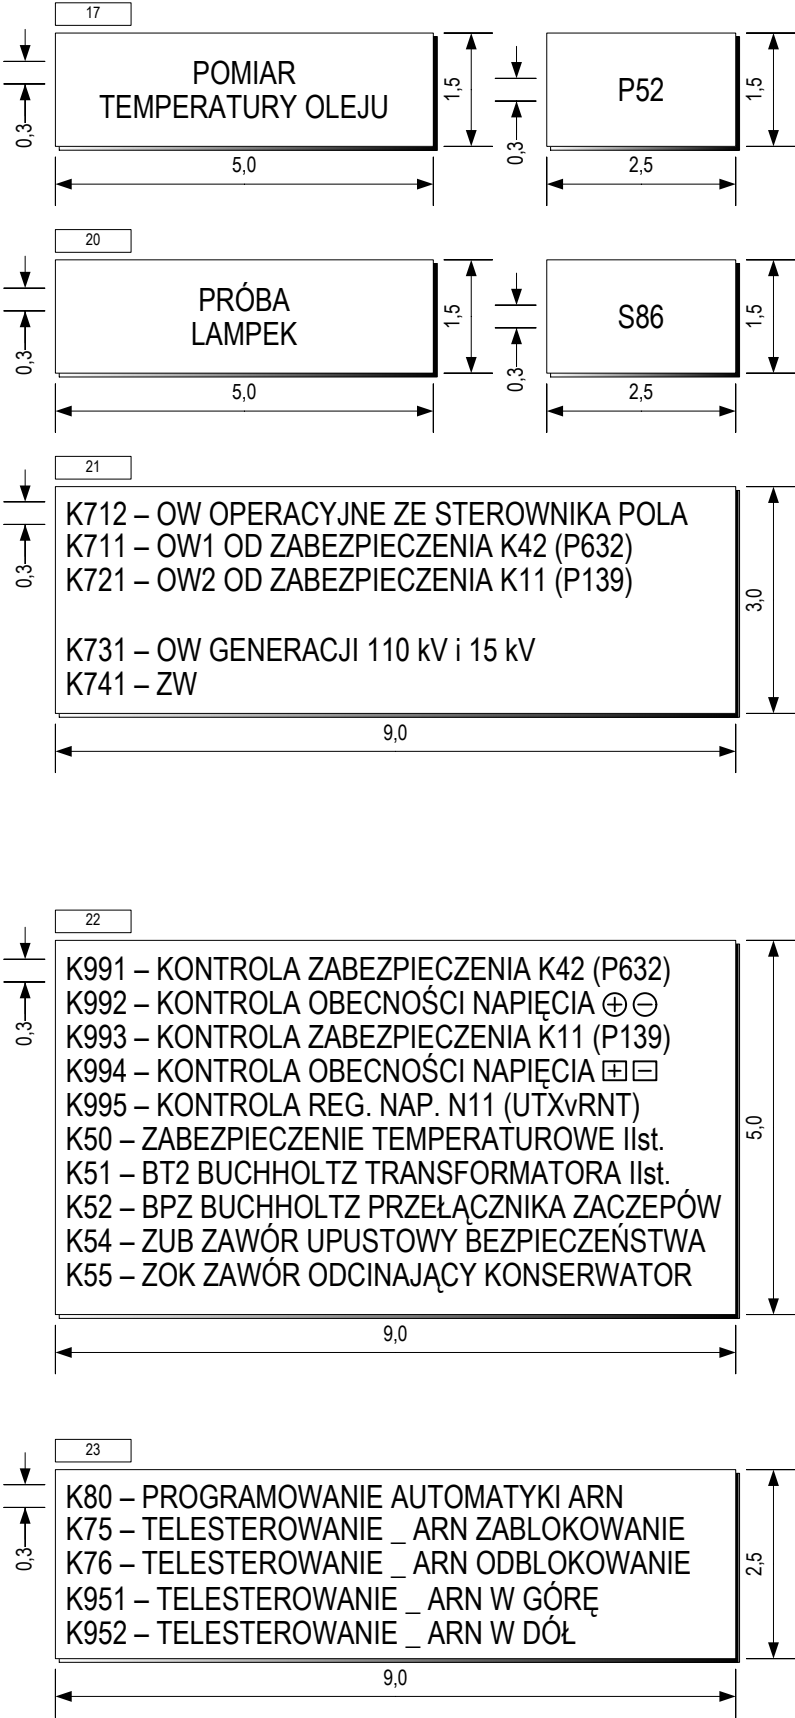 17
POMIAR
TEMPERATURY OLEJU
0,3
1,5
5,0
P52
0,3
1,5
2,5
20
PRÓBA
LAMPEK
0,3
1,5
5,0
S86
0,3
1,5
2,5
21
K712 – OW OPERACYJNE ZE STEROWNIKA POLA
K711 – OW1 OD ZABEZPIECZENIA K42 (P632)
K721 – OW2 OD ZABEZPIECZENIA K11 (P139)
K731 – OW GENERACJI 110 kV i 15 kV
K741 – ZW
0,3
3,0
9,0
22
K991 – KONTROLA ZABEZPIECZENIA K42 (P632)
K992 – KONTROLA OBECNOŚCI NAPIĘCIA ⊕⊖
K993 – KONTROLA ZABEZPIECZENIA K11 (P139)
K994 – KONTROLA OBECNOŚCI NAPIĘCIA ⊞⊟
K995 – KONTROLA REG. NAP. N11 (UTXvRNT)
K50 – ZABEZPIECZENIE TEMPERATUROWE IIst.
K51 – BT2 BUCHHOLTZ TRANSFORMATORA IIst.
K52 – BPZ BUCHHOLTZ PRZEŁĄCZNIKA ZACZEPÓW
K54 – ZUB ZAWÓR UPUSTOWY BEZPIECZEŃSTWA
K55 – ZOK ZAWÓR ODCINAJĄCY KONSERWATOR
0,3
5,0
9,0
23
K80 – PROGRAMOWANIE AUTOMATYKI ARN
K75 – TELESTEROWANIE _ ARN ZABLOKOWANIE
K76 – TELESTEROWANIE _ ARN ODBLOKOWANIE
K951 – TELESTEROWANIE _ ARN W GÓRĘ
K952 – TELESTEROWANIE _ ARN W DÓŁ
0,3
2,5
9,0